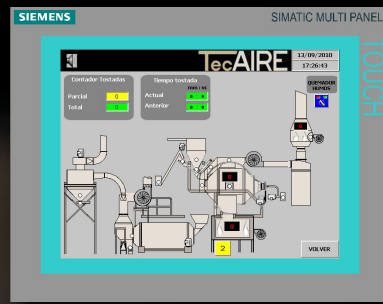 SIEMENS
SIMATIC MULTI PANEL
TOUCH
TecAIRE
13/09/2010
17:26:43
Contador Tostadas
Parcial 0
Total 0
Tiempo tostada
mm : ss
Actual
Anterior
QUEMADOR
HUMOS
0
0
0
2
VOLVER